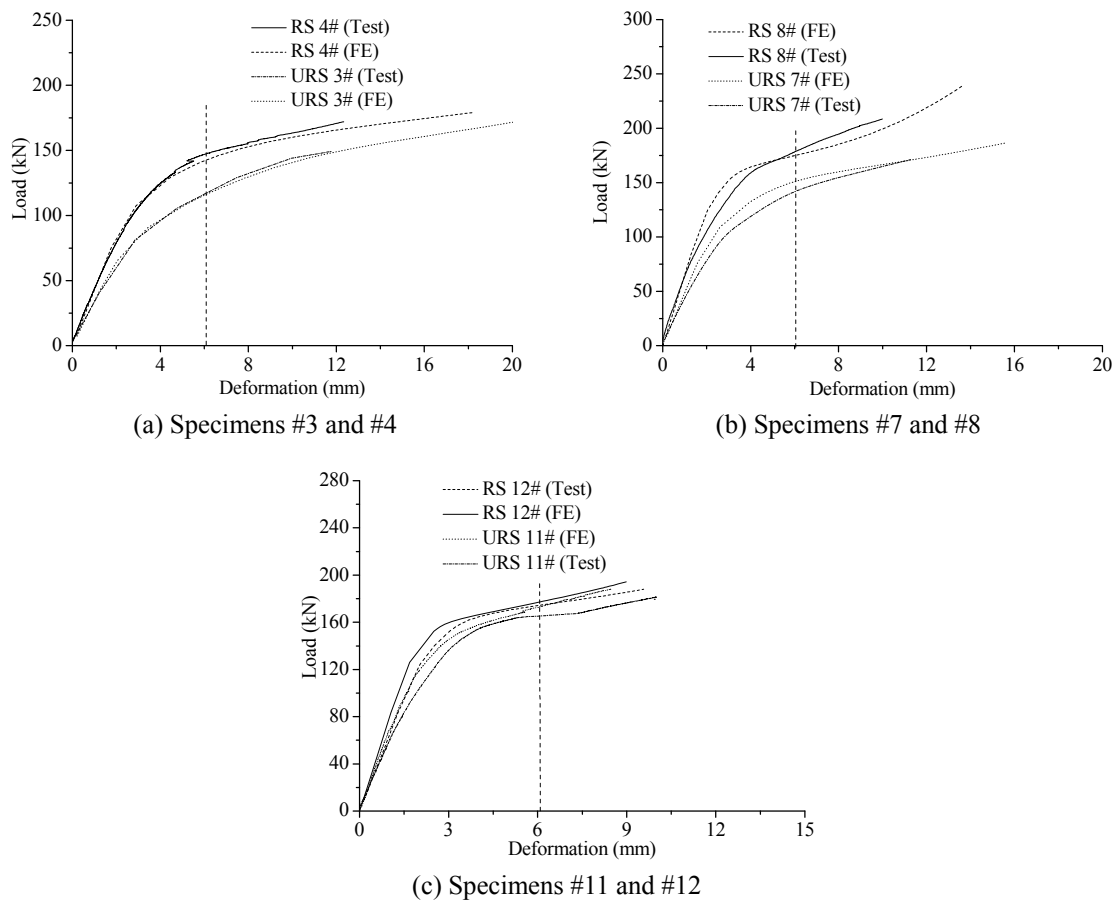 250
200
150
100
50
0
Load (kN)
RS 4# (Test)
RS 4# (FE)
URS 3# (Test)
URS 3# (FE)
0 4 8 12 16 20
Deformation (mm)
(a) Specimens #3 and #4
300
250
200
150
100
50
0
Load (kN)
RS 8# (FE)
RS 8# (Test)
URS 7# (FE)
URS 7# (Test)
0 4 8 12 16 20
Deformation (mm)
(b) Specimens #7 and #8
280
240
200
160
120
80
40
0
Load (kN)
RS 12# (Test)
RS 12# (FE)
URS 11# (FE)
URS 11# (Test)
0 3 6 9 12 15
Deformation (mm)
(c) Specimens #11 and #12